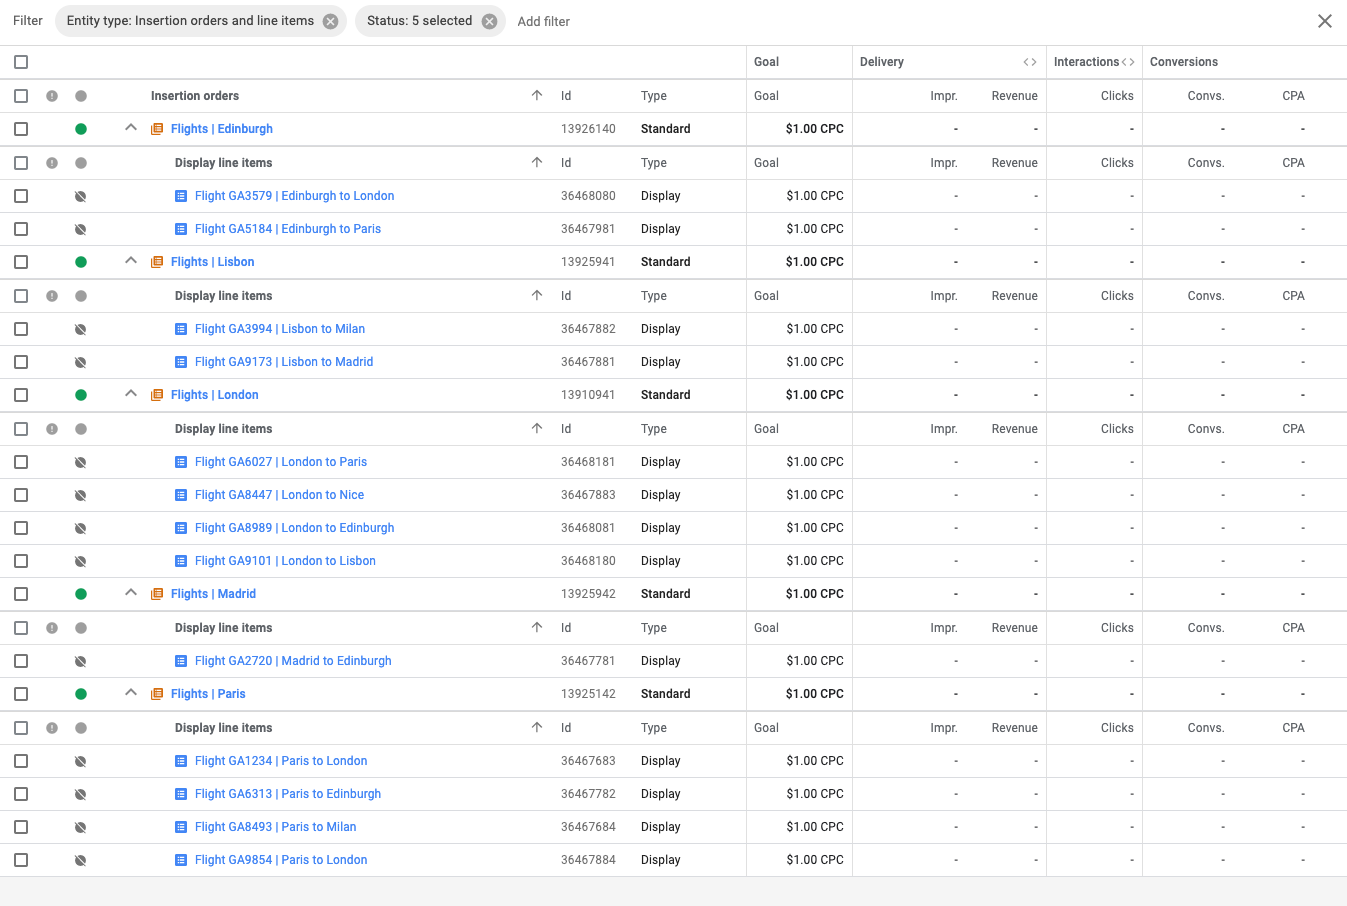 Filter Entity type: Insertion orders and line items Status: 5 selected Add filter
Goal Delivery Interactions Conversions
Insertion orders Id Type Goal Impr. Revenue Clicks Convs. CPA
Flights | Edinburgh 13926140 Standard $1.00 CPC - - - - -
Display line items Id Type Goal Impr. Revenue Clicks Convs. CPA
Flight GA3579 | Edinburgh to London 36468080 Display $1.00 CPC - - - - -
Flight GA5184 | Edinburgh to Paris 36467981 Display $1.00 CPC - - - - -
Flights | Lisbon 13925941 Standard $1.00 CPC - - - - -
Display line items Id Type Goal Impr. Revenue Clicks Convs. CPA
Flight GA3994 | Lisbon to Milan 36467882 Display $1.00 CPC - - - - -
Flight GA9173 | Lisbon to Madrid 36467881 Display $1.00 CPC - - - - -
Flights | London 13910941 Standard $1.00 CPC - - - - -
Display line items Id Type Goal Impr. Revenue Clicks Convs. CPA
Flight GA6027 | London to Paris 36468181 Display $1.00 CPC - - - - -
Flight GA8447 | London to Nice 36467883 Display $1.00 CPC - - - - -
Flight GA8989 | London to Edinburgh 36468081 Display $1.00 CPC - - - - -
Flight GA9101 | London to Lisbon 36468180 Display $1.00 CPC - - - - -
Flights | Madrid 13925942 Standard $1.00 CPC - - - - -
Display line items Id Type Goal Impr. Revenue Clicks Convs. CPA
Flight GA2720 | Madrid to Edinburgh 36467781 Display $1.00 CPC - - - - -
Flights | Paris 13925142 Standard $1.00 CPC - - - - -
Display line items Id Type Goal Impr. Revenue Clicks Convs. CPA
Flight GA1234 | Paris to London 36467683 Display $1.00 CPC - - - - -
Flight GA6313 | Paris to Edinburgh 36467782 Display $1.00 CPC - - - - -
Flight GA8493 | Paris to Milan 36467684 Display $1.00 CPC - - - - -
Flight GA9854 | Paris to London 36467884 Display $1.00 CPC - - - - -